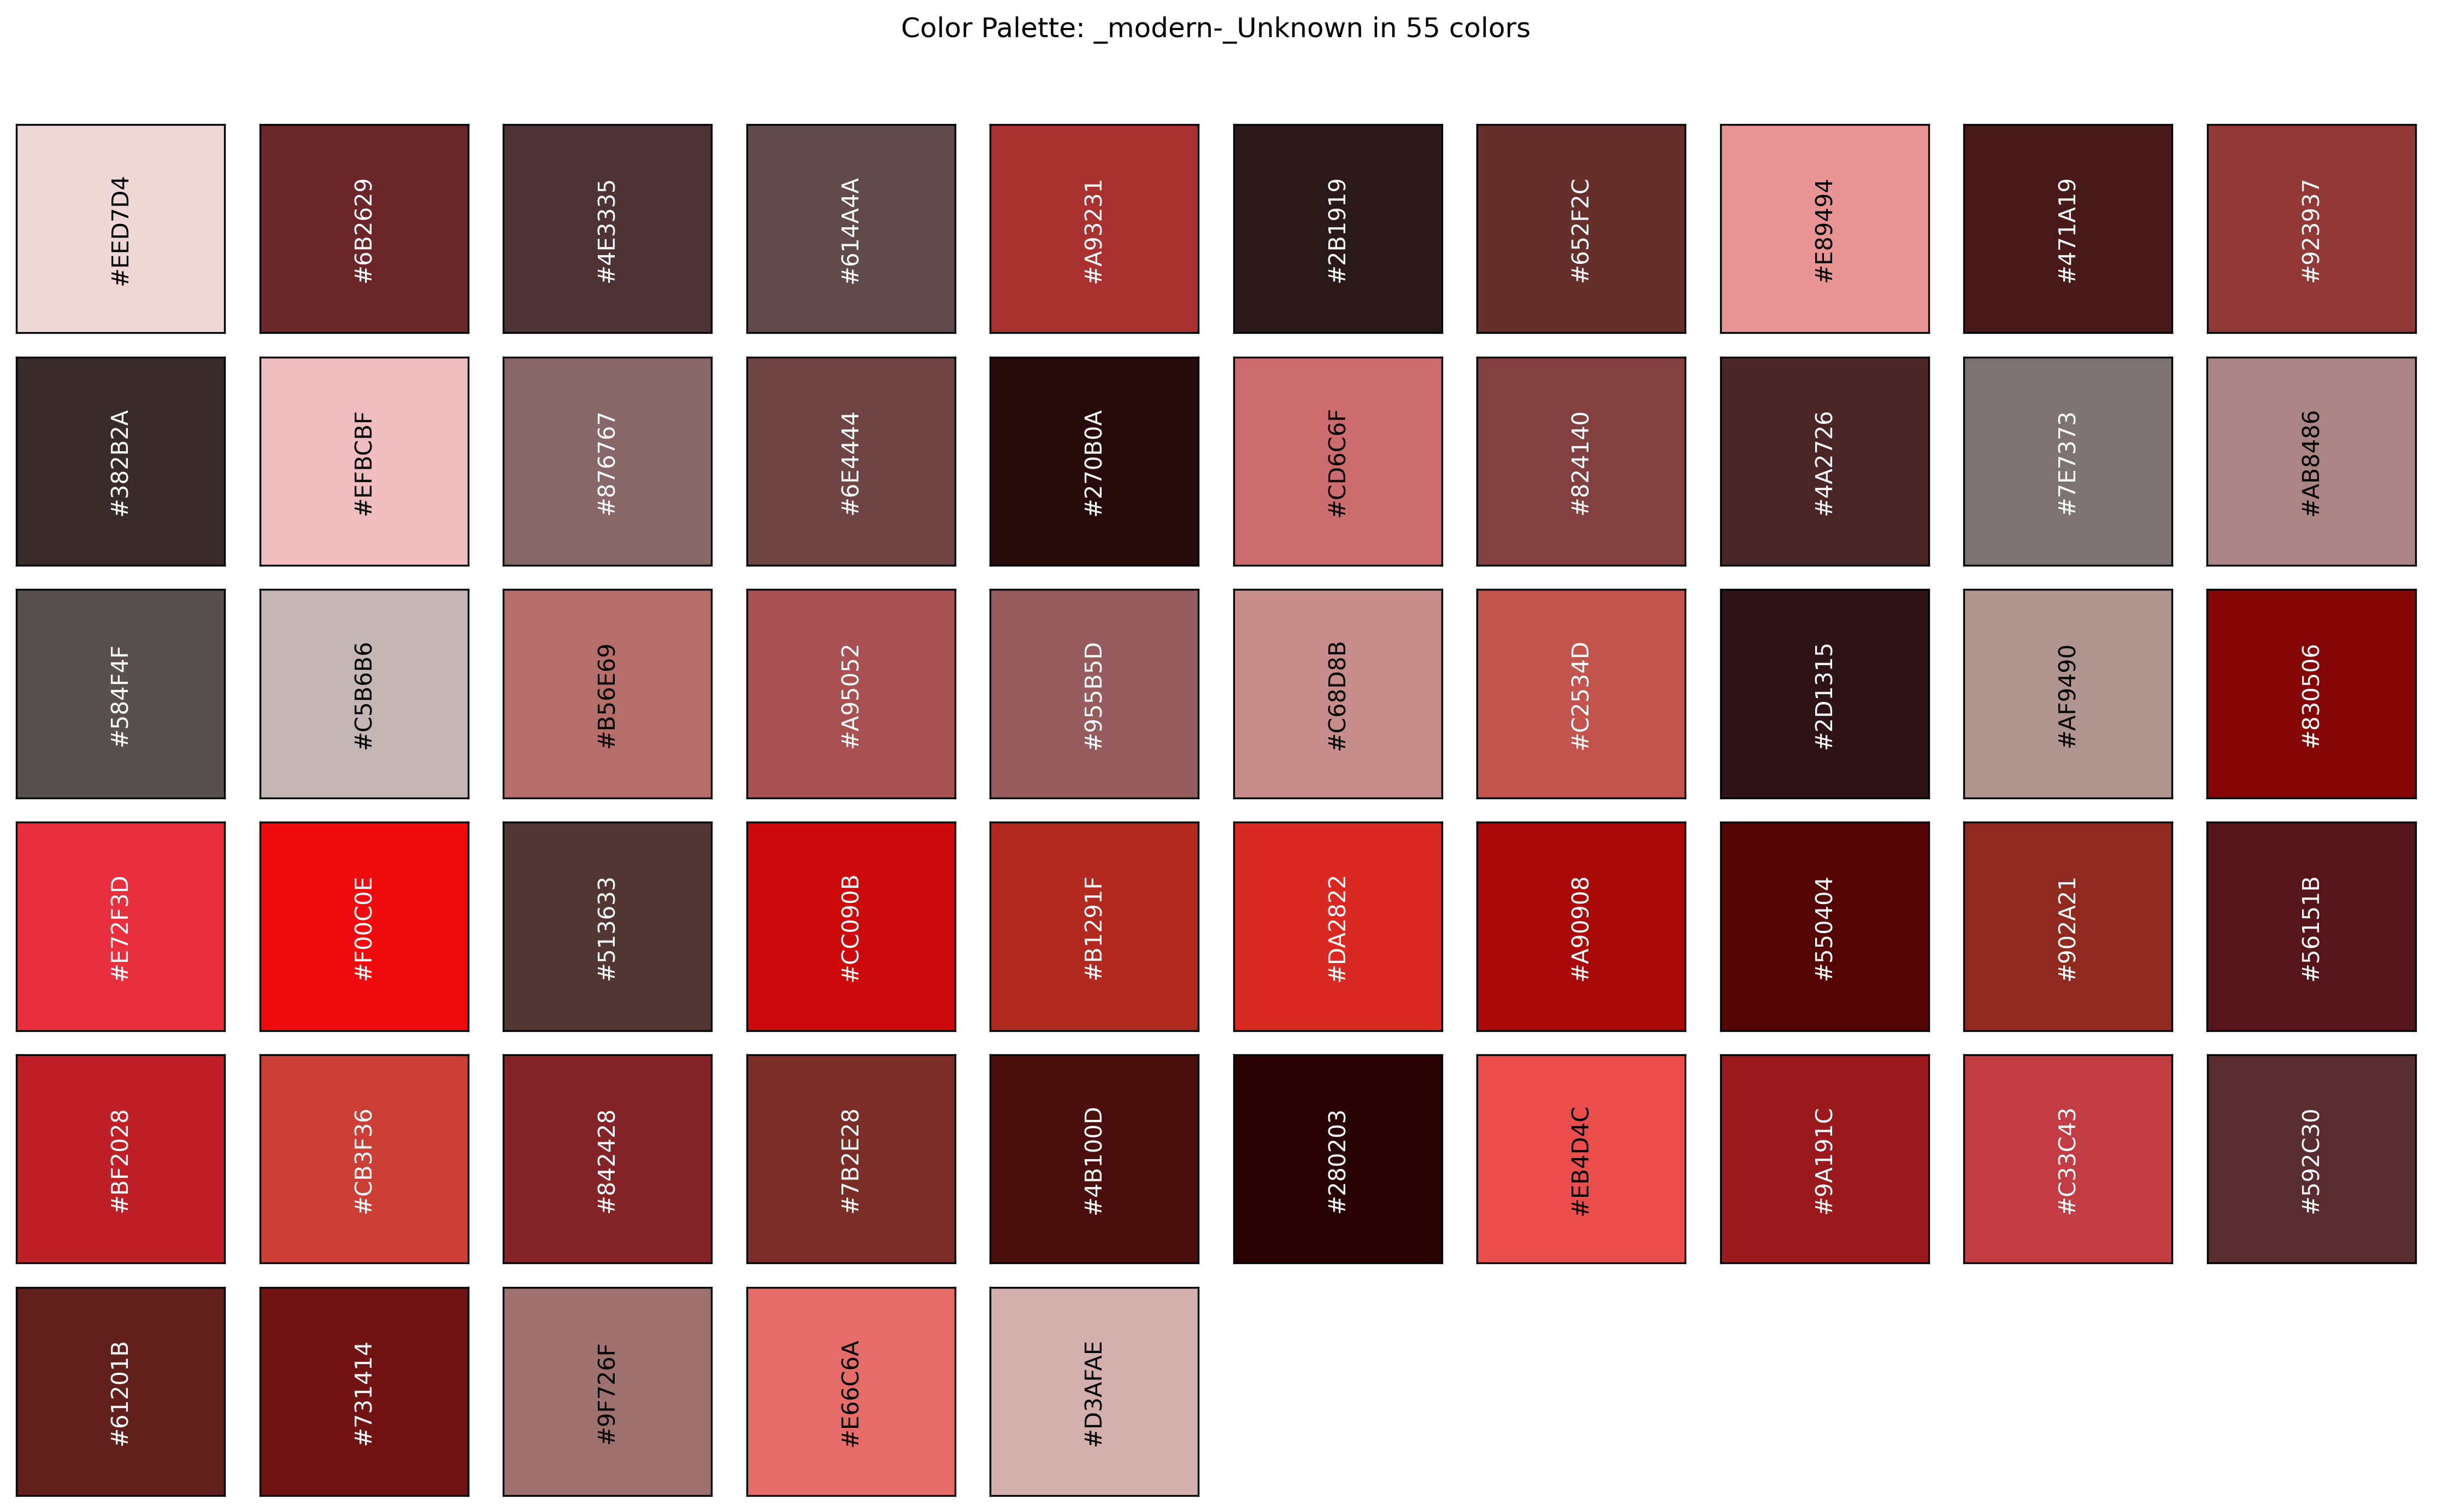 Color Palette: _modern-_Unknown in 55 colors
#EED7D4
#6B2629
#4E3335
#614A4A
#A93231
#2B1919
#652F2C
#E89494
#471A19
#923937
#382B2A
#EFBCBF
#876767
#6E4444
#270B0A
#CD6C6F
#824140
#4A2726
#7E7373
#AB8486
#584F4F
#C5B6B6
#B56E69
#A95052
#955B5D
#C68D8B
#C2534D
#2D1315
#AF9490
#830506
#E72F3D
#F00C0E
#513633
#CC090B
#B1291F
#DA2822
#A90908
#550404
#902A21
#56151B
#BF2028
#CB3F36
#842428
#7B2E28
#4B100D
#280203
#EB4D4C
#9A191C
#C33C43
#592C30
#61201B
#731414
#9F726F
#E66C6A
#D3AFAE